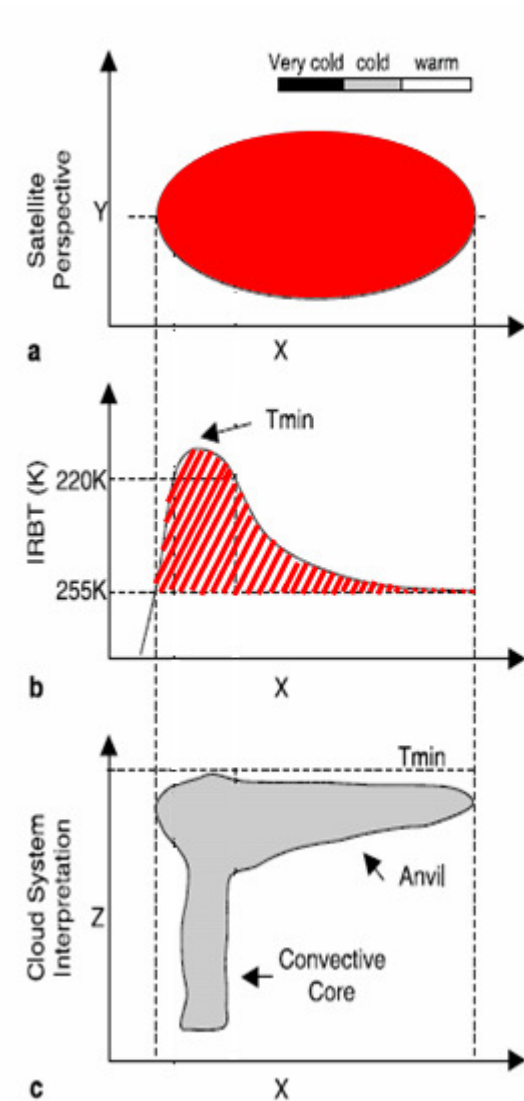 Very cold cold warm
Satellite
Perspective
Y
a
X
Tmin
IRBT (K)
220K
255K
b
X
Tmin
Cloud System
Interpretation
Z
Anvil
Convective
Core
c
X